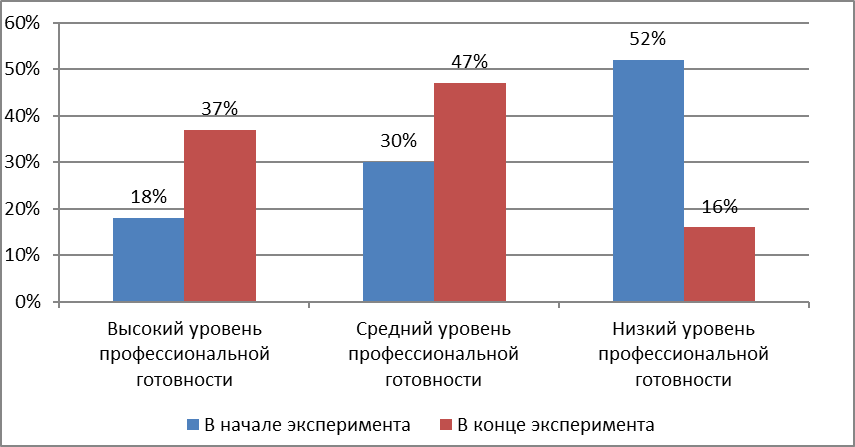 60%
50%
40%
30%
20%
10%
0%
18%
37%
30%
47%
52%
16%
Высокий уровень
профессиональной
готовности
Средний уровень
профессиональной
готовности
Низкий уровень
профессиональной
готовности
В начале эксперимента
В конце эксперимента